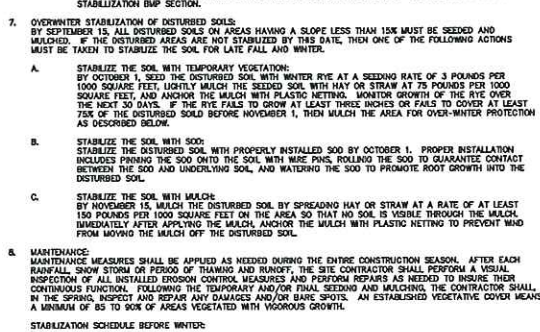 STABILIZATION BMP SECTION.
7. OVERWINTER STABILIZATION OF DISTURBED SOILS:
BY SEPTEMBER 15, ALL DISTURBED SOILS ON AREAS HAVING A SLOPE LESS THAN 15% MUST BE SEEDED AND
MULCHED. IF THE DISTURBED AREAS ARE NOT STABILIZED BY THIS DATE, THEN ONE OF THE FOLLOWING ACTIONS
MUST BE TAKEN TO STABILIZE THE SOIL FOR LATE FALL AND WINTER.
A. STABILIZE THE SOIL WITH TEMPORARY VEGETATION:
BY OCTOBER 1, SEED THE DISTURBED SOIL WITH WINTER RYE AT A SEEDING RATE OF 3 POUNDS PER
1000 SQUARE FEET, LIGHTLY MULCH THE SEEDED SOIL WITH HAY OR STRAW AT 75 POUNDS PER 1000
SQUARE FEET, AND ANCHOR THE MULCH WITH PLASTIC NETTING. MONITOR GROWTH OF THE RYE OVER
THE NEXT 30 DAYS. IF THE RYE FAILS TO GROW AT LEAST THREE INCHES OR FAILS TO COVER AT LEAST
75% OF THE DISTURBED SOILD BEFORE NOVEMBER 1, THEN MULCH THE AREA FOR OVER-WINTER PROTECTION
AS DESCRIBED BELOW.
B. STABILIZE THE SOIL WITH SOD:
STABILIZE THE DISTURBED SOIL WITH PROPERLY INSTALLED SOD BY OCTOBER 1. PROPER INSTALLATION
INCLUDES PINNING THE SOD ONTO THE SOIL WITH WIRE PINS, ROLLING THE SOD TO GUARANTEE CONTACT
BETWEEN THE SOD AND UNDERLYING SOIL, AND WATERING THE SOD TO PROMOTE ROOT GROWTH INTO THE
DISTURBED SOIL.
C. STABILIZE THE SOIL WITH MULCH:
BY NOVEMBER 15, MULCH THE DISTURBED SOIL BY SPREADING HAY OR STRAW AT A RATE OF AT LEAST
150 POUNDS PER 1000 SQUARE FEET ON THE AREA SO THAT NO SOIL IS VISIBLE THROUGH THE MULCH.
IMMEDIATELY AFTER APPLYING THE MULCH, ANCHOR THE MULCH WITH PLASTIC NETTING TO PREVENT WIND
FROM MOVING THE MULCH OFF THE DISTURBED SOIL.
8. MAINTENANCE:
MAINTENANCE MEASURES SHALL BE APPLIED AS NEEDED DURING THE ENTIRE CONSTRUCTION SEASON. AFTER EACH
RAINFALL, SNOW STORM OR PERIOD OF THAWING AND RUNOFF, THE SITE CONTRACTOR SHALL PERFORM A VISUAL
INSPECTION OF ALL INSTALLED EROSION CONTROL MEASURES AND PERFORM REPAIRS AS NEEDED TO INSURE THEIR
CONTINUOUS FUNCTION. FOLLOWING THE TEMPORARY AND/OR FINAL SEEDING AND MULCHING, THE CONTRACTOR SHALL,
IN THE SPRING, INSPECT AND REPAIR ANY DAMAGES AND/OR BARE SPOTS. AN ESTABLISHED VEGETATIVE COVER MEANS
A MINIMUM OF 85 TO 90% OF AREAS VEGETATED WITH VIGOROUS GROWTH.
STABILIZATION SCHEDULE BEFORE WINTER: